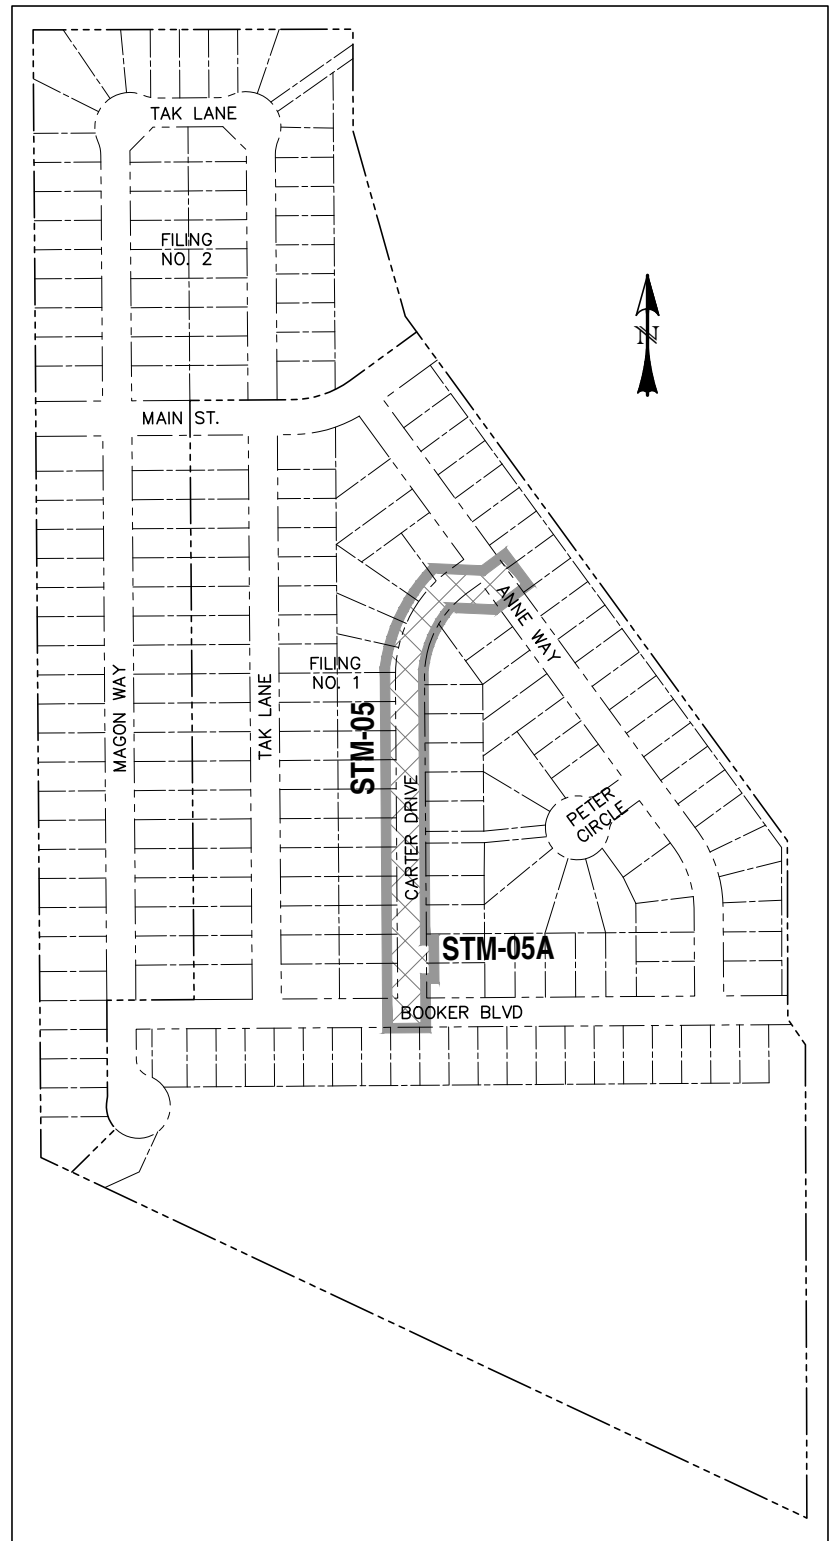 TAK LANE
FILING
NO. 2
N
MAIN ST.
ANNE WAY
FILING
NO. 1
MAGON WAY
TAK LANE
STM-05
CARTER DRIVE
PETER
CIRCLE
STM-05A
BOOKER BLVD